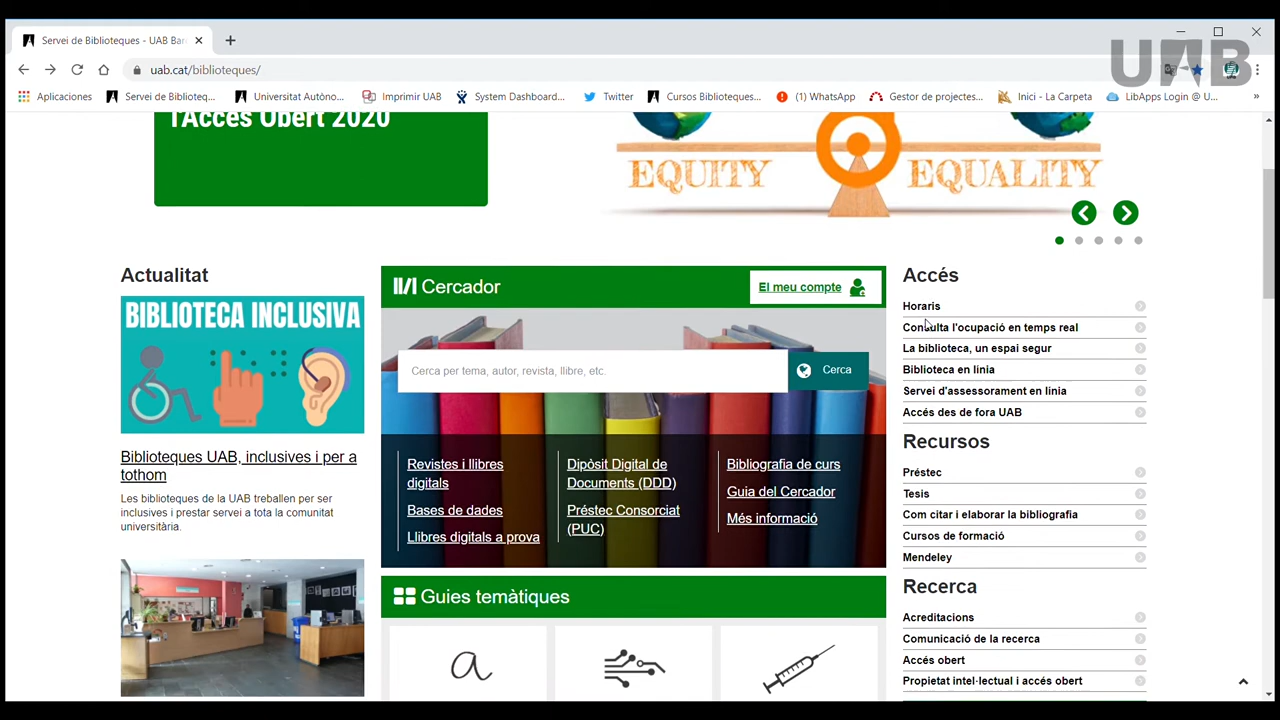 Servei de Biblioteques - UAB Bar
uab.cat/biblioteques/
UAB
Aplicaciones
Servei de Biblioteq...
Universitat Autòno...
Imprimir UAB
System Dashboard...
Twitter
Cursos Biblioteques...
(1) WhatsApp
Gestor de projectes...
Inici - La Carpeta
LibApps Login @ U...
»
l'Accés Obert 2020
EQUITY
EQUALITY
Actualitat
BIBLIOTECA INCLUSIVA
Biblioteques UAB, inclusives i per a
tothom
Les biblioteques de la UAB treballen per ser
inclusives i prestar servei a tota la comunitat
universitària.
Cercador
El meu compte
Cerca per tema, autor, revista, llibre, etc.
Cerca
Revistes i llibres
digitals
Bases de dades
Llibres digitals a prova
Dipòsit Digital de
Documents (DDD)
Préstec Consorciat
(PUC)
Bibliografia de curs
Guia del Cercador
Més informació
Guies temàtiques
a
Accés
Horaris
Consulta l'ocupació en temps real
La biblioteca, un espai segur
Biblioteca en línia
Servei d'assessorament en línia
Accés des de fora UAB
Recursos
Préstec
Tesis
Com citar i elaborar la bibliografia
Cursos de formació
Mendeley
Recerca
Acreditacions
Comunicació de la recerca
Accés obert
Propietat intel·lectual i accés obert